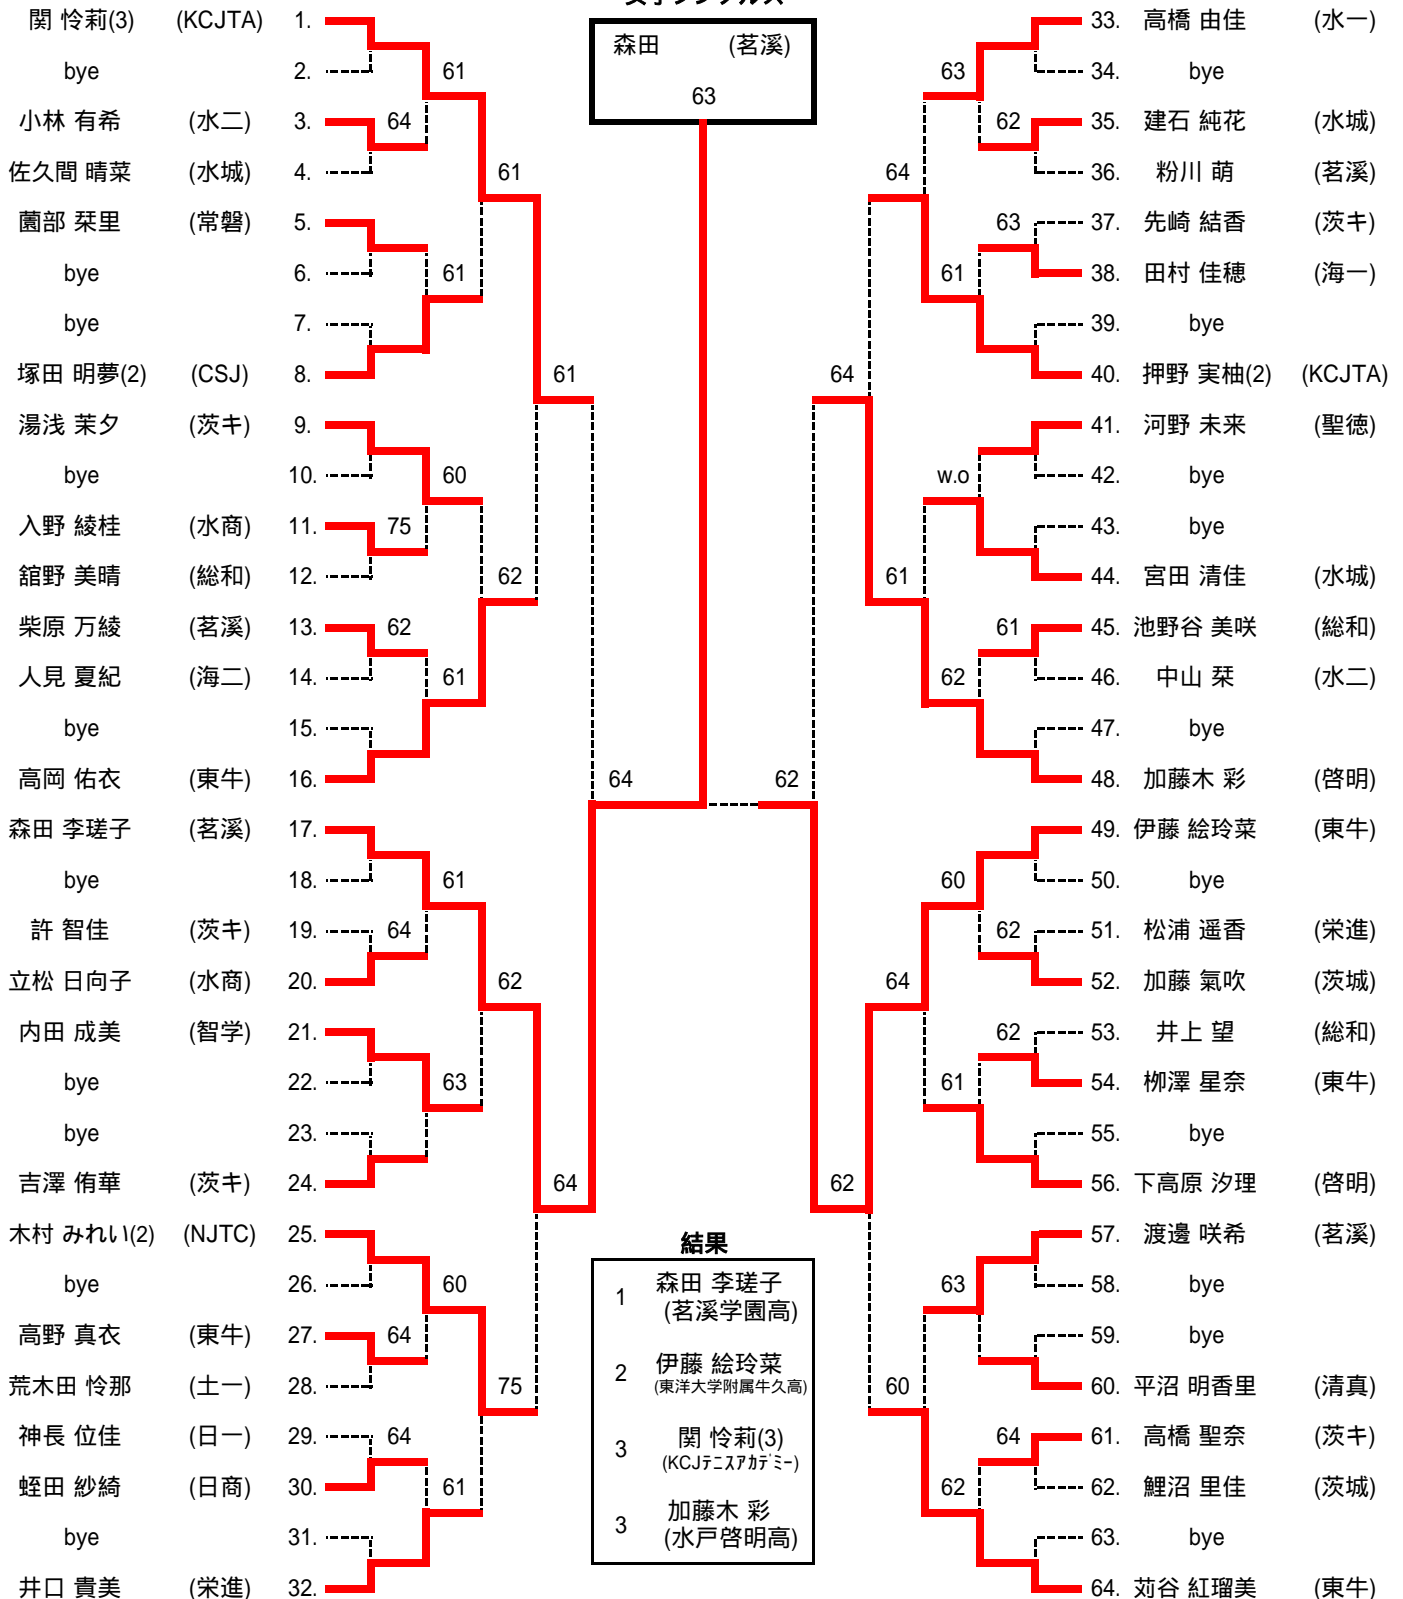 森田 (茗溪)
63
関 怜莉(3) (KCJTA) 1.
bye 2.
小林 有希 (水二) 3.
佐久間 晴菜 (水城) 4.
薗部 栞里 (常磐) 5.
bye 6.
bye 7.
塚田 明夢(2) (CSJ) 8.
湯浅 茉夕 (茨キ) 9.
bye 10.
入野 綾桂 (水商) 11.
舘野 美晴 (総和) 12.
柴原 万綾 (茗溪) 13.
人見 夏紀 (海二) 14.
bye 15.
高岡 佑衣 (東牛) 16.
森田 李瑳子 (茗溪) 17.
bye 18.
許 智佳 (茨キ) 19.
立松 日向子 (水商) 20.
内田 成美 (智学) 21.
bye 22.
bye 23.
吉澤 侑華 (茨キ) 24.
木村 みれい(2) (NJTC) 25.
bye 26.
高野 真衣 (東牛) 27.
荒木田 怜那 (土一) 28.
神長 位佳 (日一) 29.
蛭田 紗綺 (日商) 30.
bye 31.
井口 貴美 (栄進) 32.
64
75
62
64
64
64
61
61
60
61
61
63
60
61
61
62
62
75
61
64
64
62
64
62
64
61
64
60
63
61
w.o
62
60
61
63
62
62
63
61
62
62
64
33. 高橋 由佳 (水一)
34. bye
35. 建石 純花 (水城)
36. 粉川 萌 (茗溪)
37. 先崎 結香 (茨キ)
38. 田村 佳穂 (海一)
39. bye
40. 押野 実柚(2) (KCJTA)
41. 河野 未来 (聖徳)
42. bye
43. bye
44. 宮田 清佳 (水城)
45. 池野谷 美咲 (総和)
46. 中山 栞 (水二)
47. bye
48. 加藤木 彩 (啓明)
49. 伊藤 絵玲菜 (東牛)
50. bye
51. 松浦 遥香 (栄進)
52. 加藤 氣吹 (茨城)
53. 井上 望 (総和)
54. 栁澤 星奈 (東牛)
55. bye
56. 下高原 汐理 (啓明)
57. 渡邊 咲希 (茗溪)
58. bye
59. bye
60. 平沼 明香里 (清真)
61. 高橋 聖奈 (茨キ)
62. 鯉沼 里佳 (茨城)
63. bye
64. 苅谷 紅瑠美 (東牛)
結果
1 森田 李瑳子
(茗溪学園高)
2 伊藤 絵玲菜
(東洋大学附属牛久高)
3 関 怜莉(3)
(KCJﾃﾆｽｱｶﾃﾞﾐｰ)
3 加藤木 彩
(水戸啓明高)